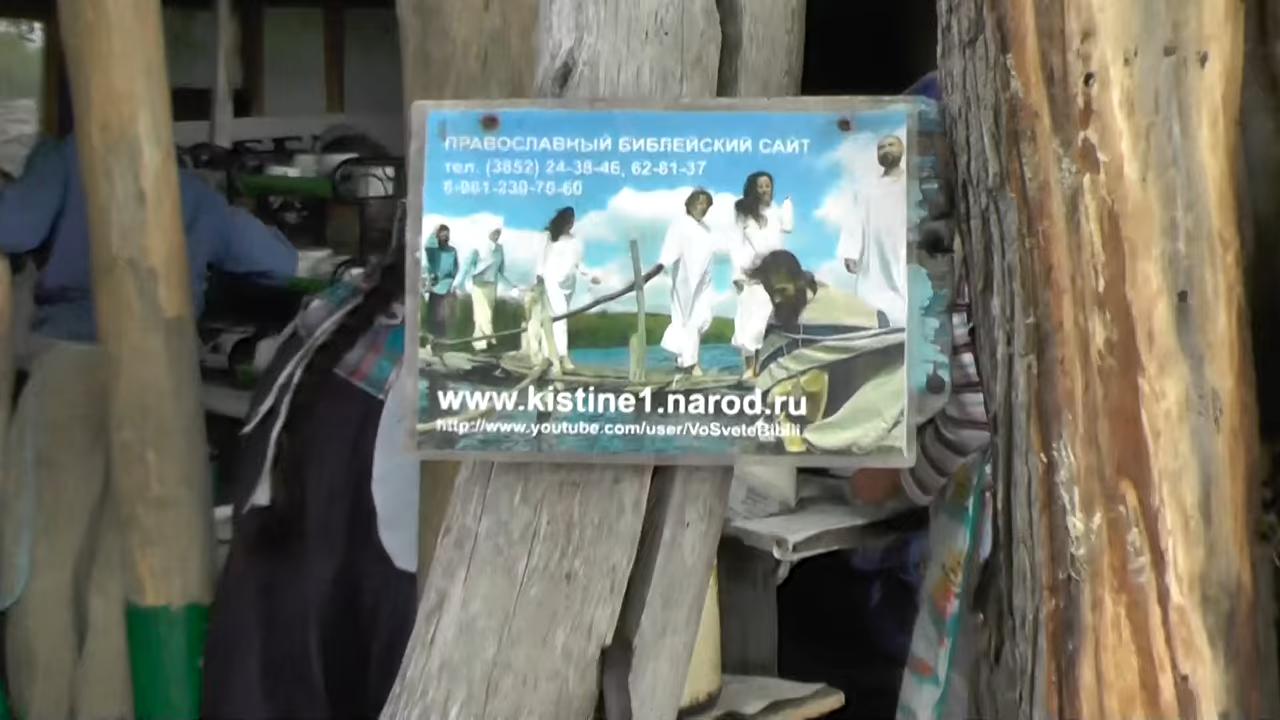 ПРАВОСЛАВНЫЙ БИБЛЕЙСКИЙ САЙТ
тел. (3852) 24-38-46, 62-81-37
www.kistine1.narod.ru
http://www.youtube.com/user/VoSveteBiblii